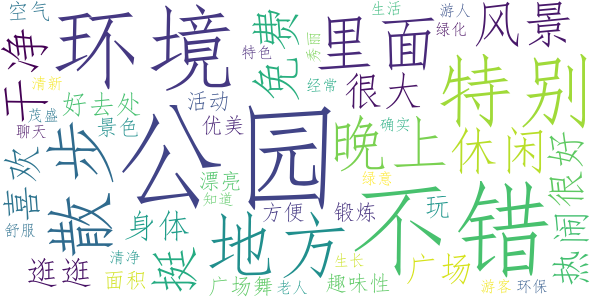 空气
环境
免费
特色
秀丽
生活
游人
绿化
风景
里面
干净
清新
好去处
活动
经常
很大
特别
茂盛
聊天
景色
优美
公园
晚上
确实
休闲
很好
散步
喜欢
舒服
漂亮
知道
绿意
不错
热闹
身体
地方
方便
锻炼
玩
逛逛
清净
面积
挺
广场舞
老人
生长
趣味性
广场
游客
环保